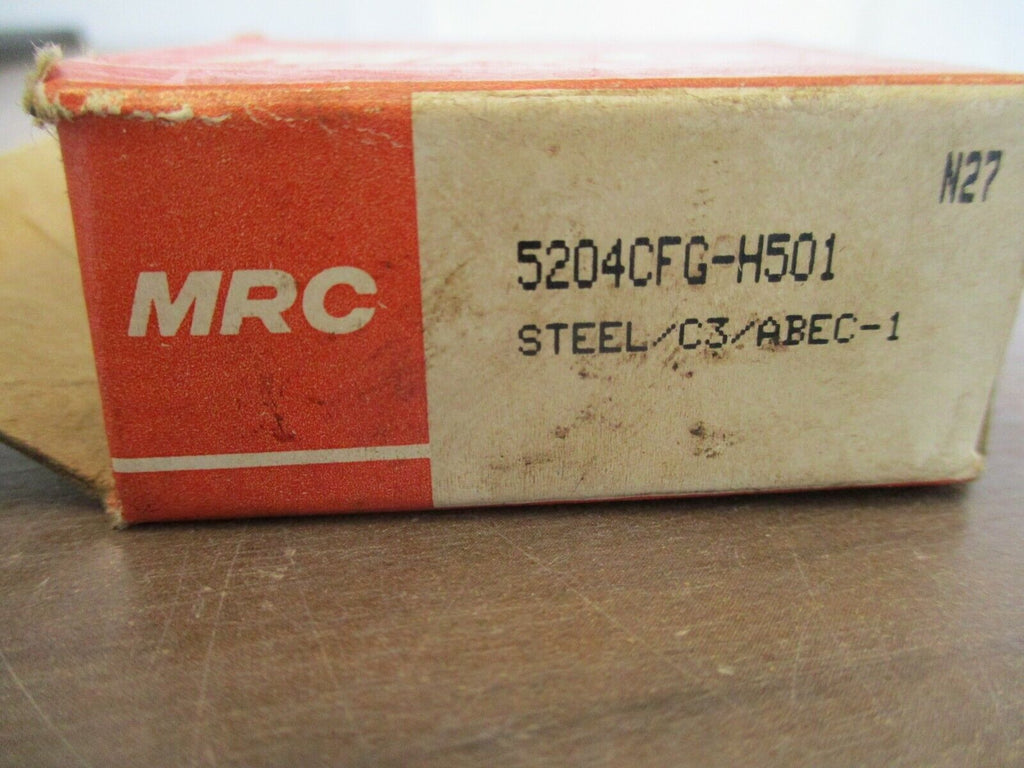 MRC
N27
5204CFG-H501
STEEL/C3/ABEC-1